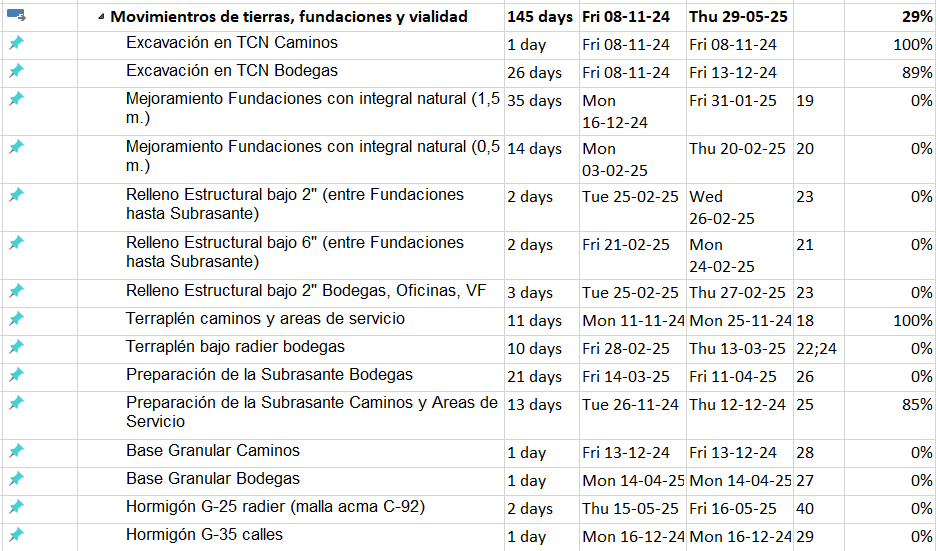 Movimientros de tierras, fundaciones y vialidad 145 days Fri 08-11-24 Thu 29-05-25 29%
Excavación en TCN Caminos 1 day Fri 08-11-24 Fri 08-11-24 100%
Excavación en TCN Bodegas 26 days Fri 08-11-24 Fri 13-12-24 89%
Mejoramiento Fundaciones con integral natural (1,5 35 days Mon Fri 31-01-25 19 0%
m.) 16-12-24
Mejoramiento Fundaciones con integral natural (0,5 14 days Mon Thu 20-02-25 20 0%
m.) 03-02-25
Relleno Estructural bajo 2" (entre Fundaciones 2 days Tue 25-02-25 Wed 23 0%
hasta Subrasante) 26-02-25
Relleno Estructural bajo 6" (entre Fundaciones 2 days Fri 21-02-25 Mon 21 0%
hasta Subrasante) 24-02-25
Relleno Estructural bajo 2" Bodegas, Oficinas, VF 3 days Tue 25-02-25 Thu 27-02-25 23 0%
Terraplén caminos y areas de servicio 11 days Mon 11-11-24 Mon 25-11-24 18 100%
Terraplén bajo radier bodegas 10 days Fri 28-02-25 Thu 13-03-25 22;24 0%
Preparación de la Subrasante Bodegas 21 days Fri 14-03-25 Fri 11-04-25 26 0%
Preparación de la Subrasante Caminos y Areas de 13 days Tue 26-11-24 Thu 12-12-24 25 85%
Servicio
Base Granular Caminos 1 day Fri 13-12-24 Fri 13-12-24 28 0%
Base Granular Bodegas 1 day Mon 14-04-25 Mon 14-04-25 27 0%
Hormigón G-25 radier (malla acma C-92) 2 days Thu 15-05-25 Fri 16-05-25 40 0%
Hormigón G-35 calles 1 day Mon 16-12-24 Mon 16-12-24 29 0%